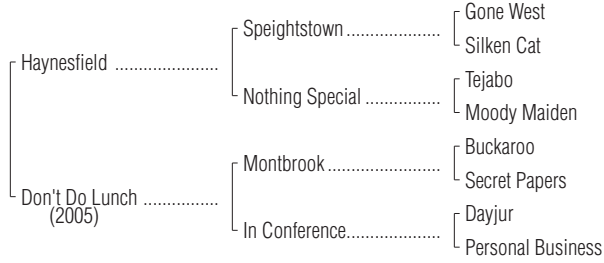 Gone West
Speightstown
Silken Cat
Haynesfield
Tejabo
Nothing Special
Moody Maiden
Buckaroo
Montbrook
Secret Papers
Don't Do Lunch
(2005)
Dayjur
In Conference
Personal Business